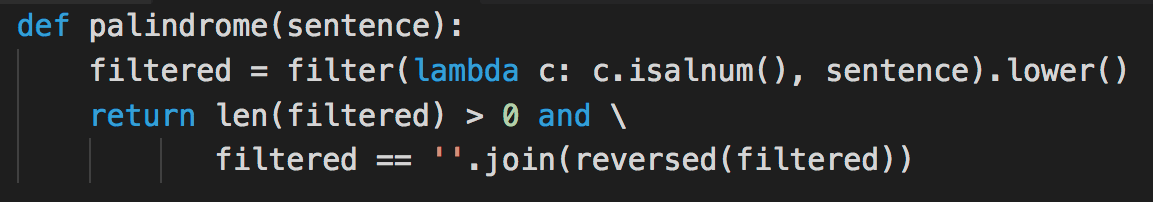 def palindrome(sentence):
    filtered = filter(lambda c: c.isalnum(), sentence).lower()
    return len(filtered) > 0 and \
           filtered == ''.join(reversed(filtered))